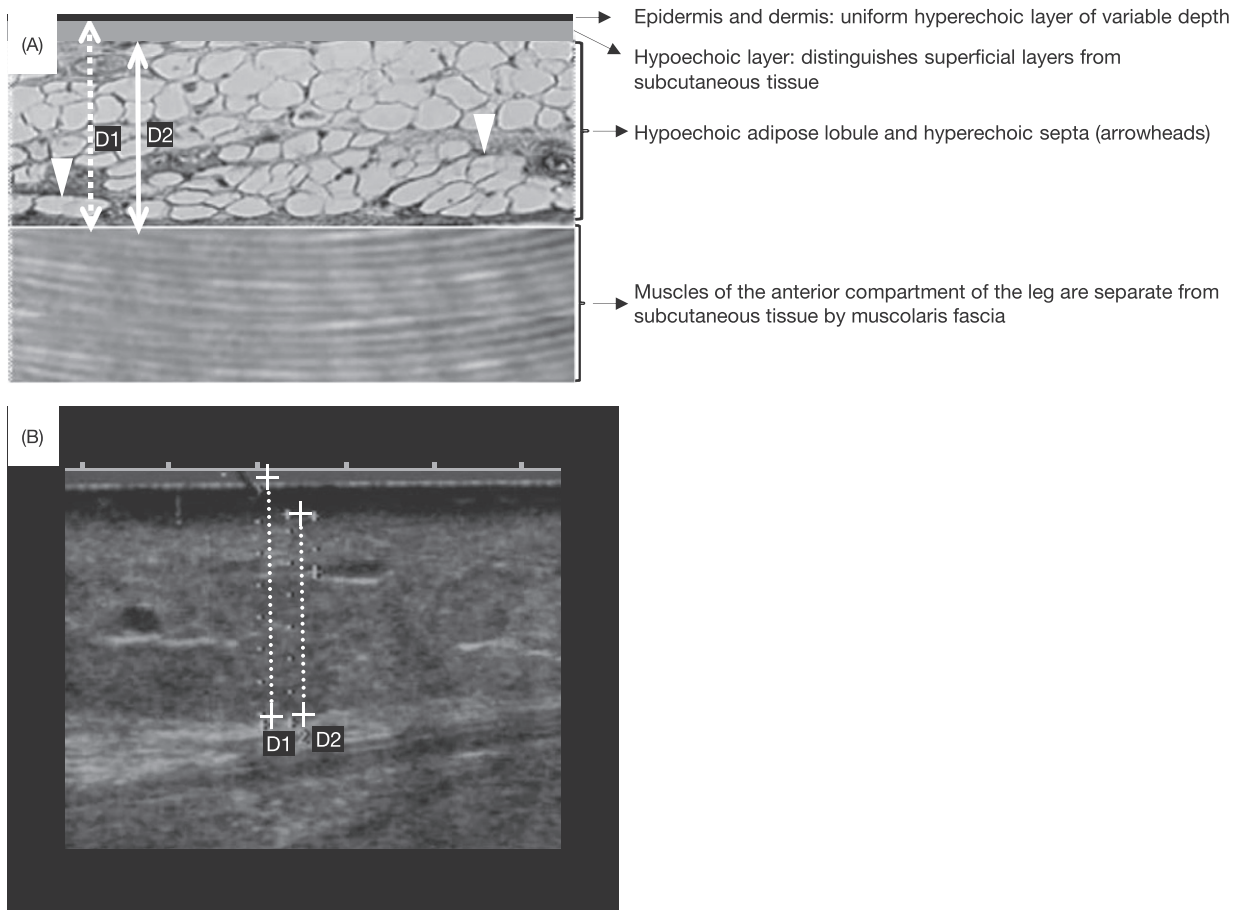 (A)
Epidermis and dermis: uniform hyperechoic layer of variable depth
Hypoechoic layer: distinguishes superficial layers from
subcutaneous tissue
D1
D2
Hypoechoic adipose lobule and hyperechoic septa (arrowheads)
Muscles of the anterior compartment of the leg are separate from
subcutaneous tissue by muscolaris fascia
(B)
D1
D2